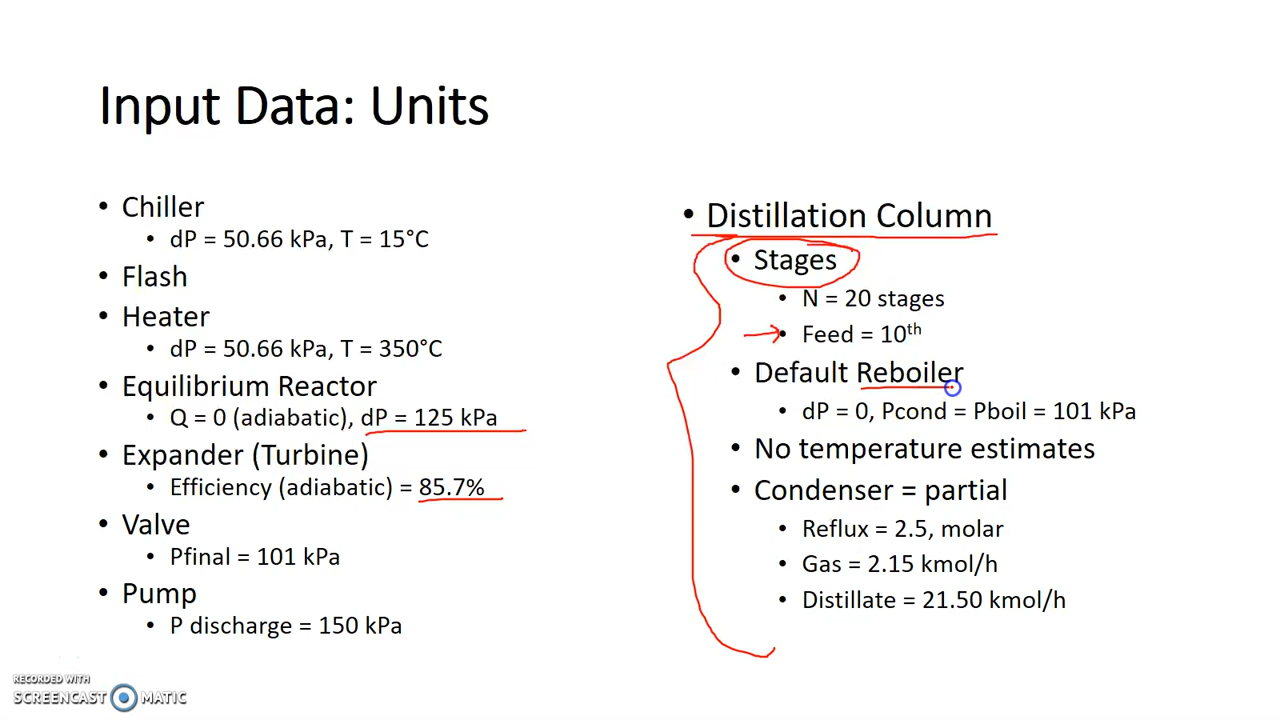 Input Data: Units
• Chiller
• dP = 50.66 kPa, T = 15°C
• Flash
• Heater
• dP = 50.66 kPa, T = 350°C
• Equilibrium Reactor
• Q = 0 (adiabatic), dP = 125 kPa
• Expander (Turbine)
• Efficiency (adiabatic) = 85.7%
• Valve
• Pfinal = 101 kPa
• Pump
• P discharge = 150 kPa
• Distillation Column
• Stages
• N = 20 stages
• Feed = 10th
• Default Reboiler
• dP = 0, Pcond = Pboil = 101 kPa
• No temperature estimates
• Condenser = partial
• Reflux = 2.5, molar
• Gas = 2.15 kmol/h
• Distillate = 21.50 kmol/h
RECORDED WITH
SCREENCAST MATIC